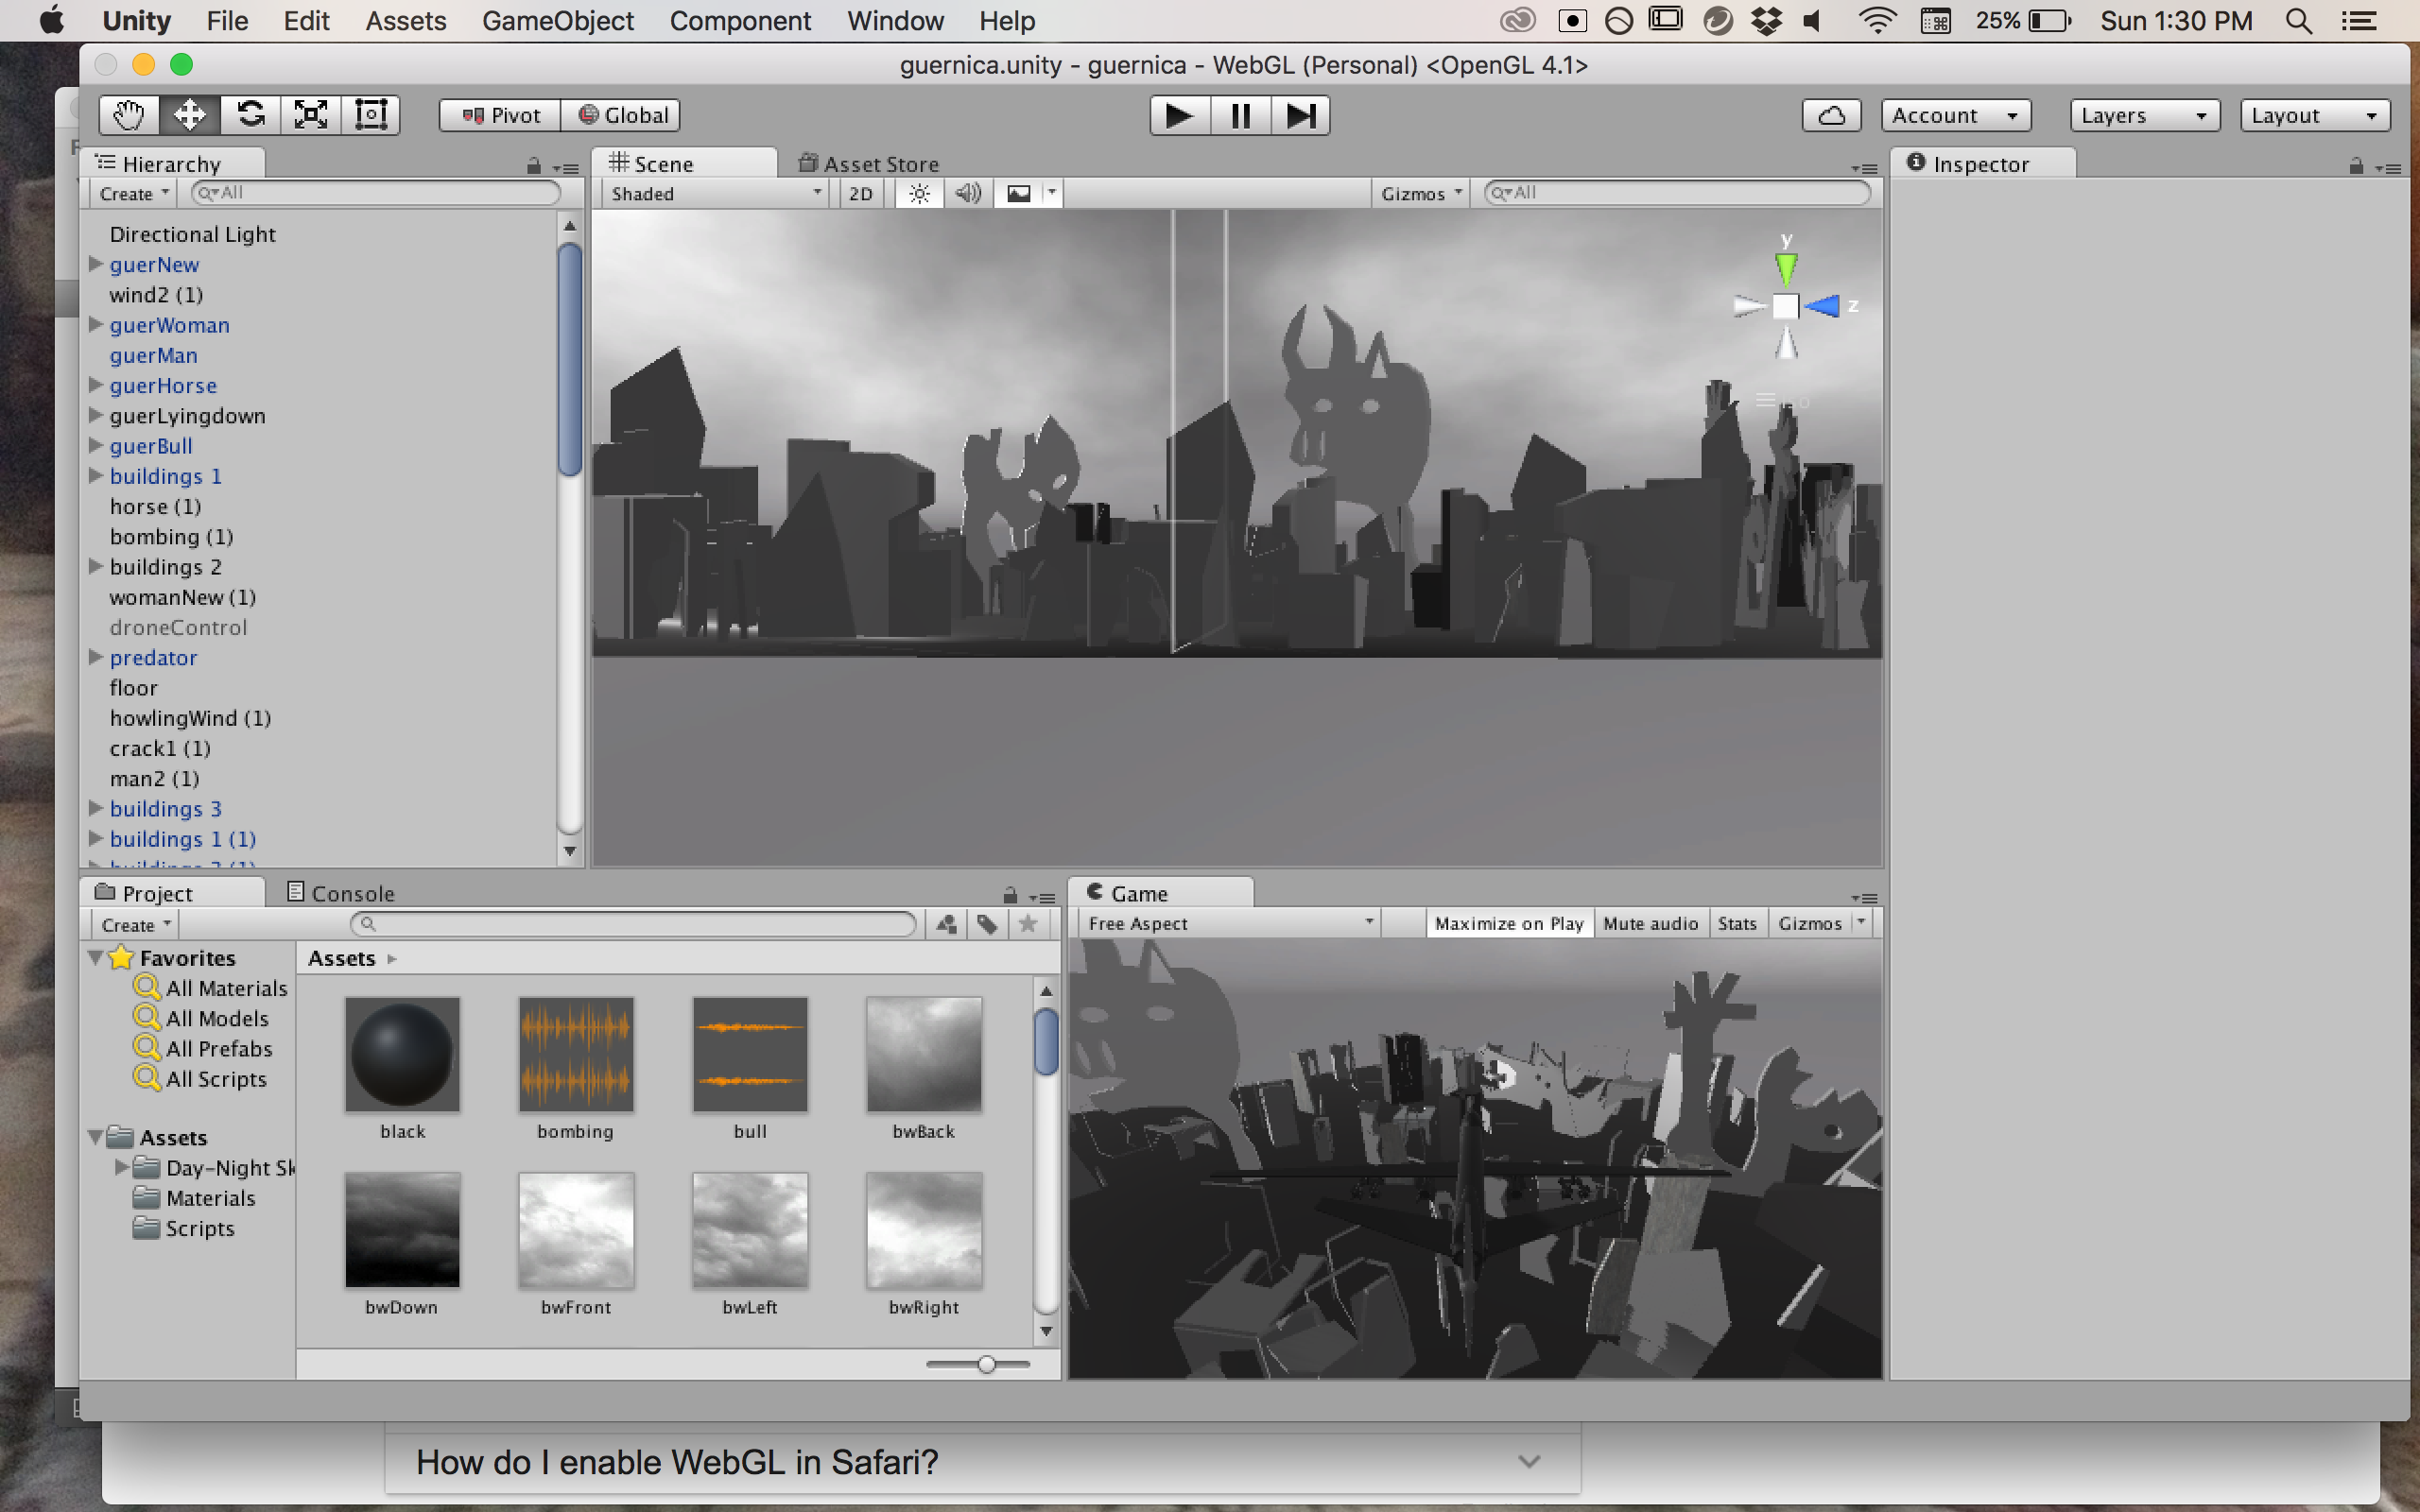 Unity File Edit Assets GameObject Component Window Help 25% Sun 1:30 PM
guernica.unity - guernica - WebGL (Personal) <OpenGL 4.1>
Pivot Global Account Layers Layout
Hierarchy
Create All
Directional Light
guerNew
wind2 (1)
guerWoman
guerMan
guerHorse
guerLyingdown
guerBull
buildings 1
horse (1)
bombing (1)
buildings 2
womanNew (1)
droneControl
predator
floor
howlingWind (1)
crack1 (1)
man2 (1)
buildings 3
buildings 1 (1)
Scene Asset Store
Shaded 2D Gizmos All
y
z
Iso
Inspector
Project Console
Create
Favorites
All Materials
All Models
All Prefabs
All Scripts
Assets
Day-Night Sk
Materials
Scripts
Assets
black bombing bull bwBack
bwDown bwFront bwLeft bwRight
Game
Free Aspect Maximize on Play Mute audio Stats Gizmos
How do I enable WebGL in Safari?